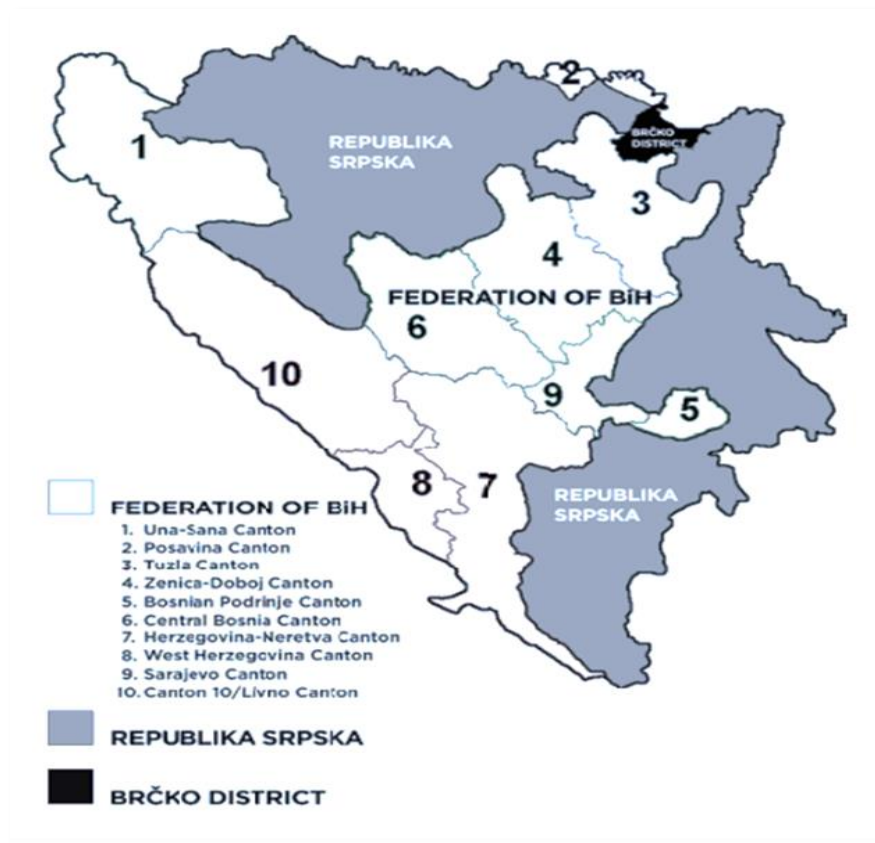 2
1
REPUBLIKA
SRPSKA
BRČKO
DISTRICT
3
4
FEDERATION OF BiH
6
10
9
5
8
7
REPUBLIKA
SRPSKA
FEDERATION OF BiH
1. Una-Sana Canton
2. Posavina Canton
3. Tuzla Canton
4. Zenica-Doboj Canton
5. Bosnian Podrinje Canton
6. Central Bosnia Canton
7. Herzegovina-Neretva Canton
8. West Herzegovina Canton
9. Sarajevo Canton
10. Canton 10/Livno Canton
REPUBLIKA SRPSKA
BRČKO DISTRICT